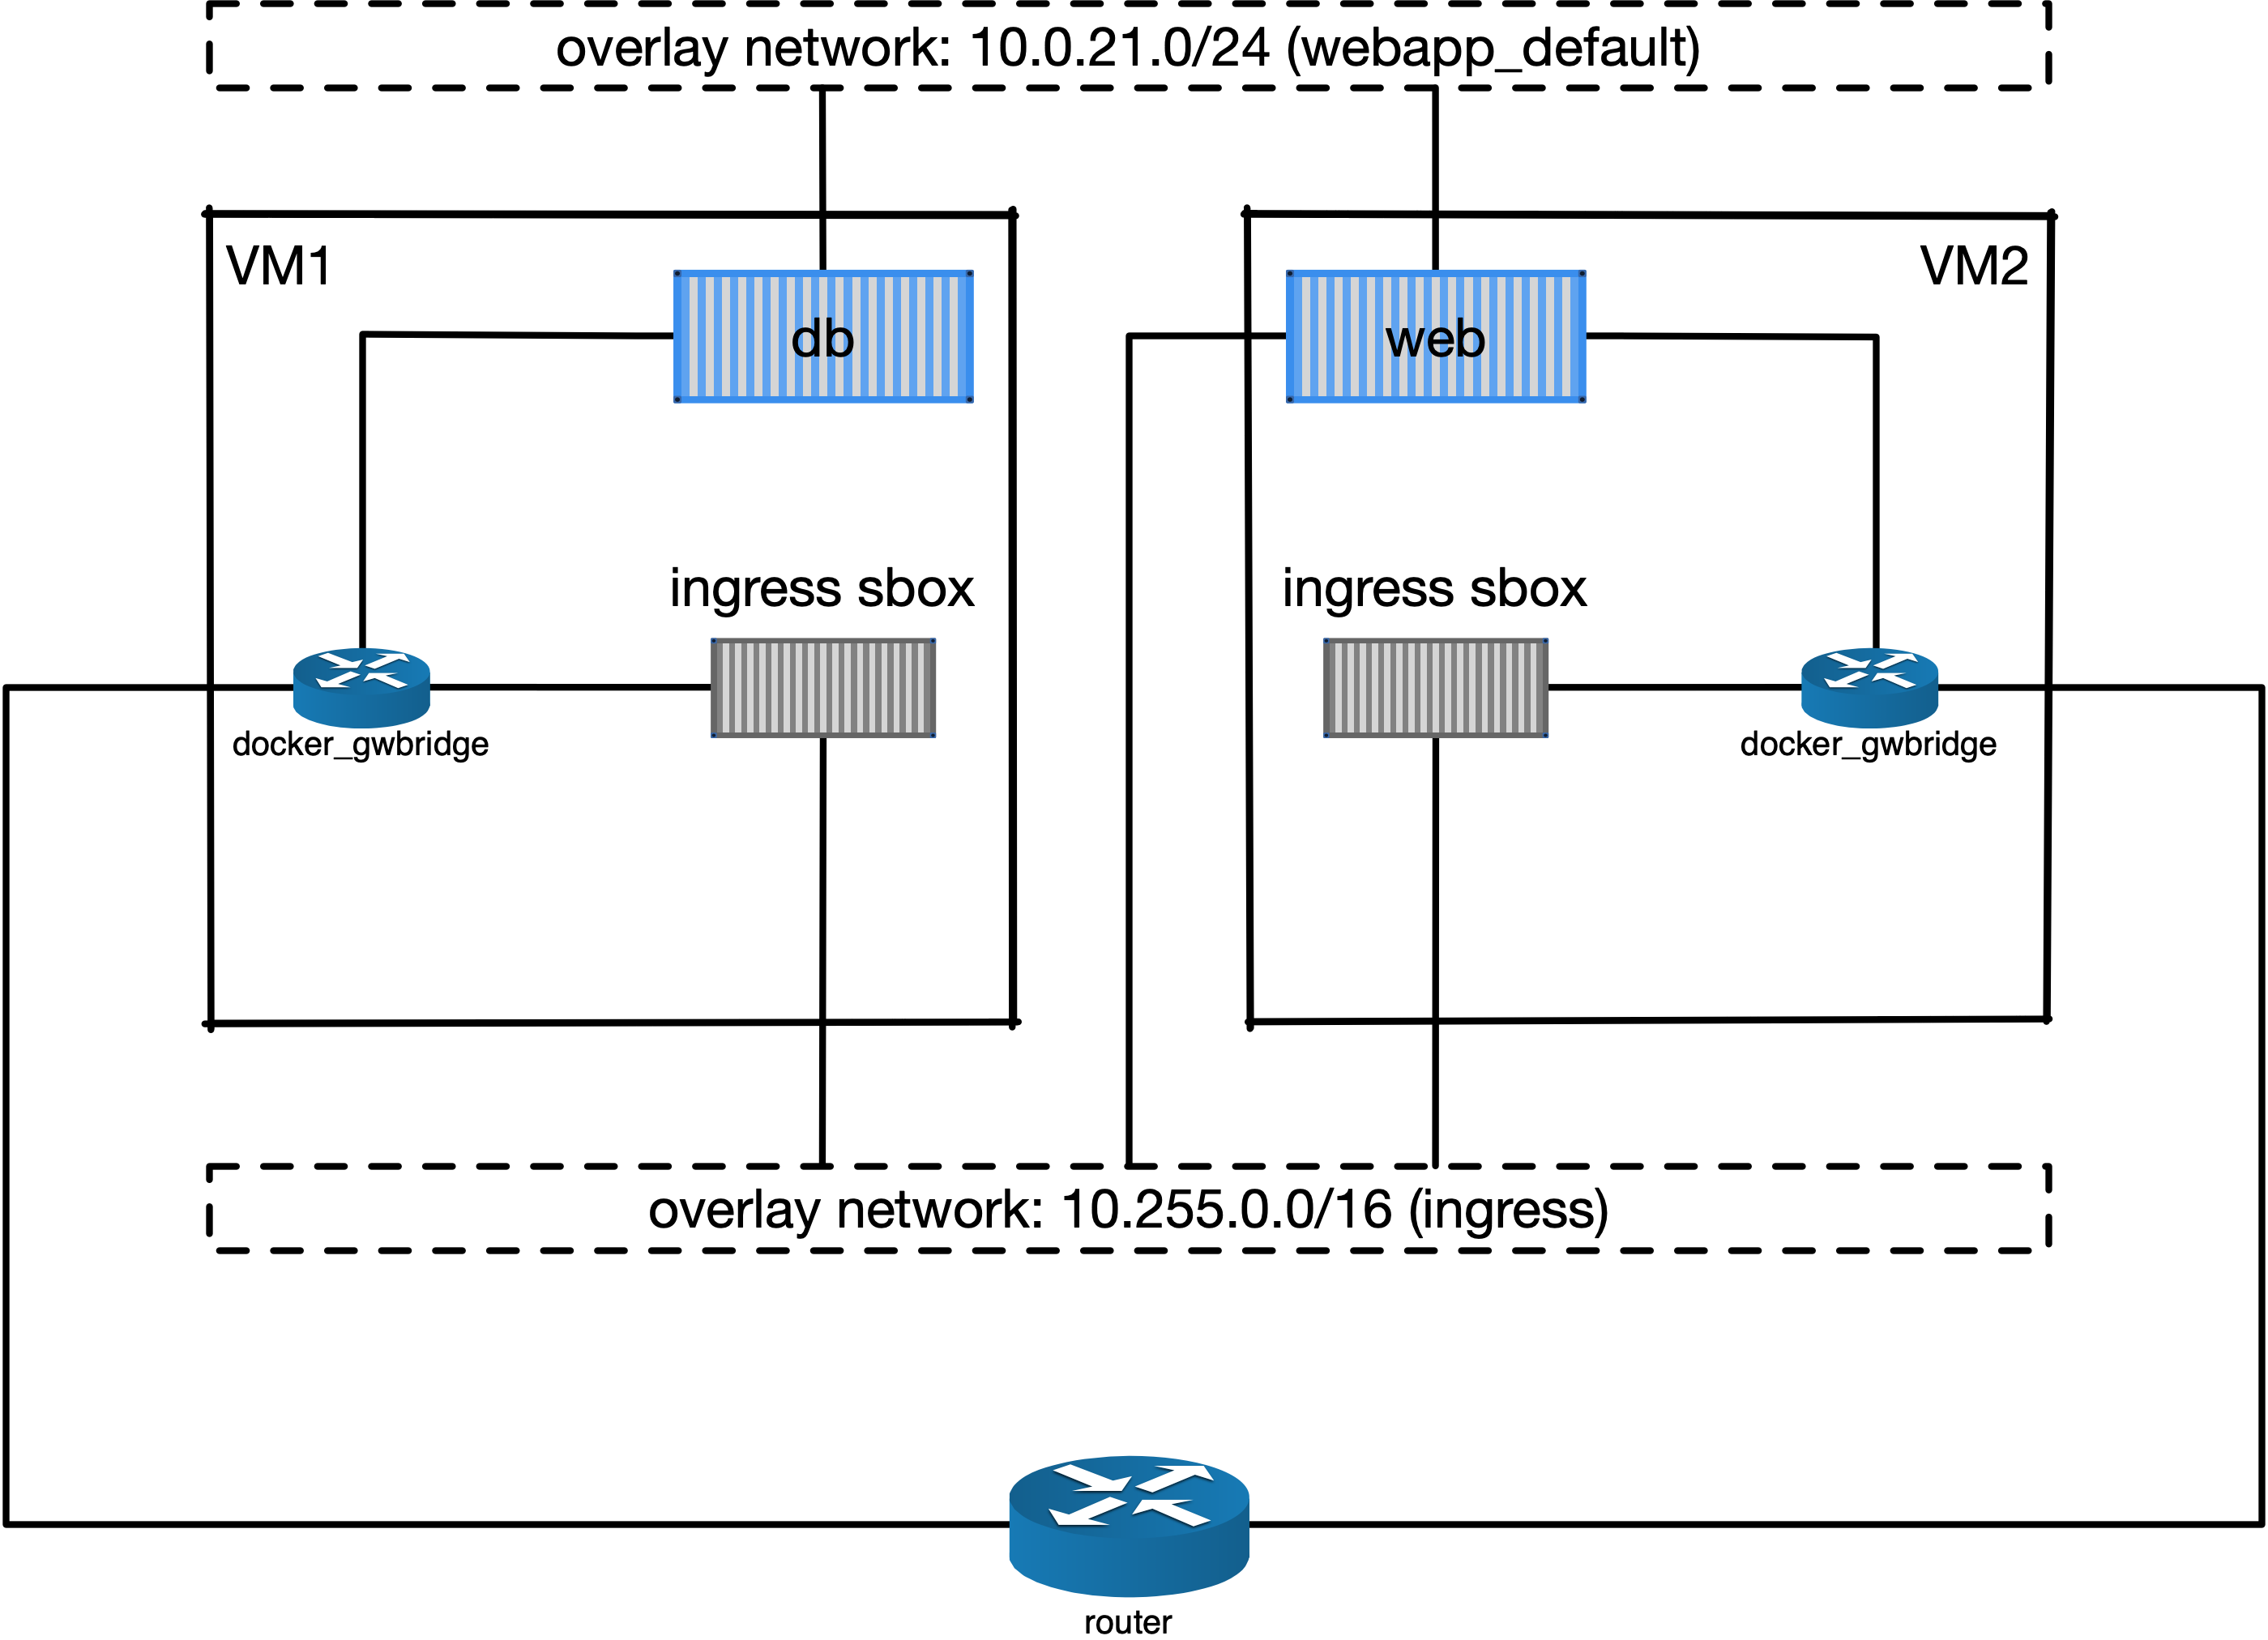 overlay network: 10.0.21.0/24 (webapp_default)
VM1
VM2
db
web
ingress sbox
ingress sbox
docker_gwbridge
docker_gwbridge
overlay network: 10.255.0.0/16 (ingress)
router